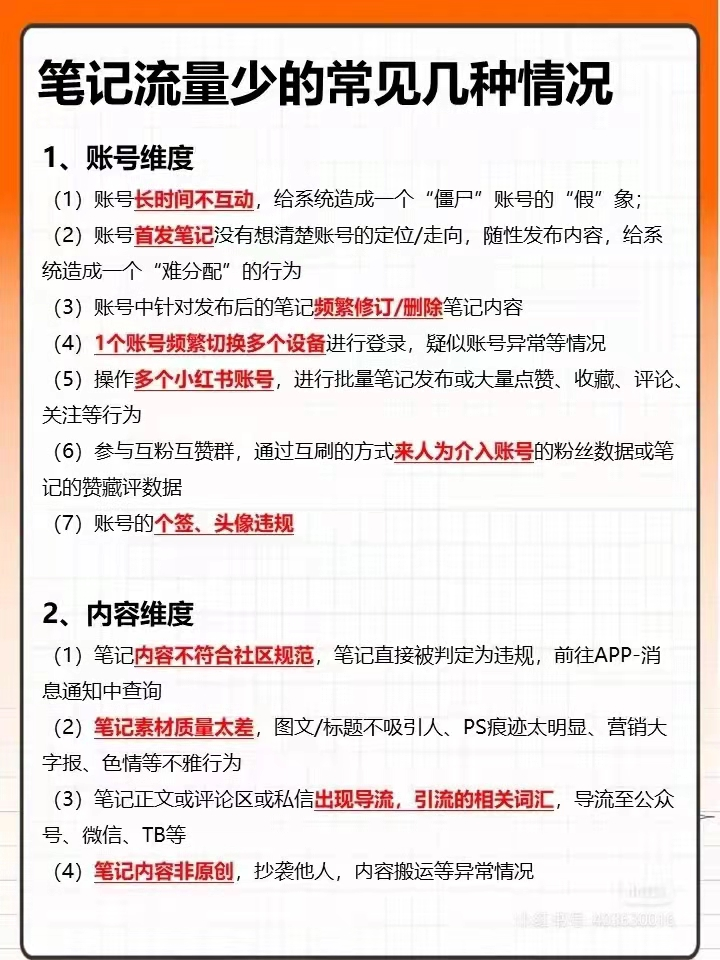 笔记流量少的常见几种情况
1、账号维度
（1）账号长时间不互动，给系统造成一个“僵尸”账号的“假”象；
（2）账号首发笔记没有想清楚账号的定位/走向，随性发布内容，给系
统造成一个“难分配”的行为
（3）账号中针对发布后的笔记频繁修订/删除笔记内容
（4）1个账号频繁切换多个设备进行登录，疑似账号异常等情况
（5）操作多个小红书账号，进行批量笔记发布或大量点赞、收藏、评论、
关注等行为
（6）参与互粉互赞群，通过互刷的方式来人为介入账号的粉丝数据或笔
记的赞藏评数据
（7）账号的个签、头像违规
2、内容维度
（1）笔记内容不符合社区规范，笔记直接被判定为违规，前往APP-消
息通知中查询
（2）笔记素材质量太差，图文/标题不吸引人、PS痕迹太明显、营销大
字报、色情等不雅行为
（3）笔记正文或评论区或私信出现导流，引流的相关词汇，导流至公众
号、微信、TB等
（4）笔记内容非原创，抄袭他人，内容搬运等异常情况
小红书号